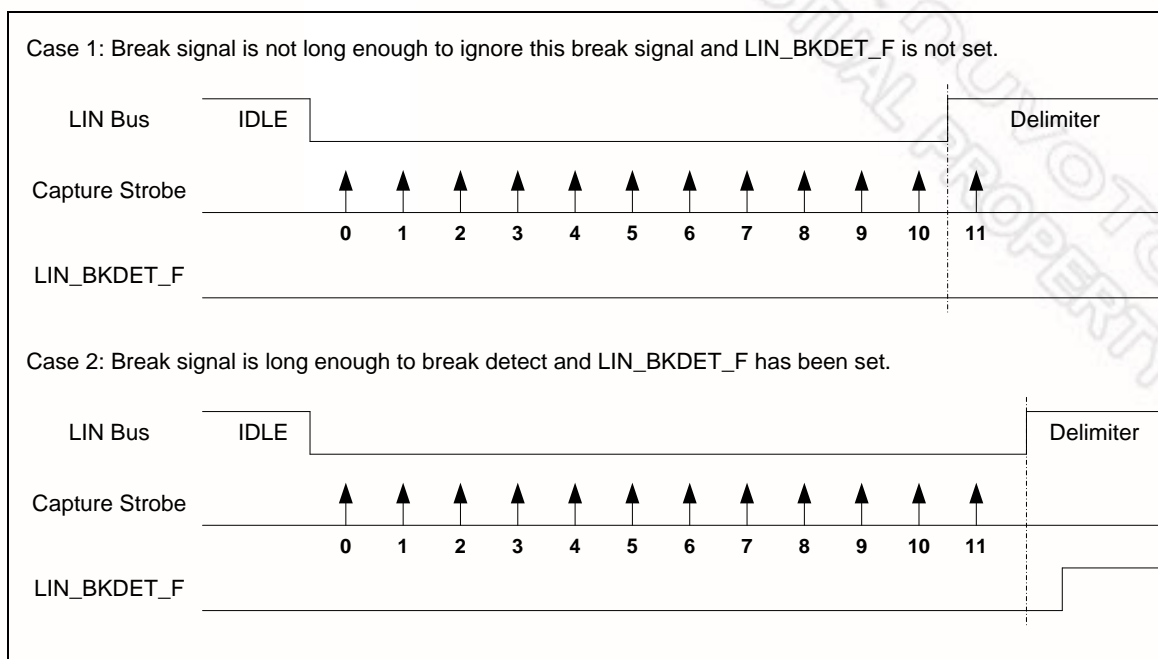 Case 1: Break signal is not long enough to ignore this break signal and LIN_BKDET_F is not set.
LIN Bus IDLE Delimiter
Capture Strobe
0 1 2 3 4 5 6 7 8 9 10 11
LIN_BKDET_F
Case 2: Break signal is long enough to break detect and LIN_BKDET_F has been set.
LIN Bus IDLE Delimiter
Capture Strobe
0 1 2 3 4 5 6 7 8 9 10 11
LIN_BKDET_F